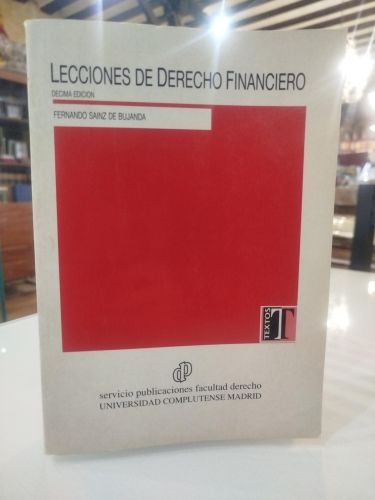 LECCIONES DE DERECHO FINANCIERO
DECIMA EDICION
FERNANDO SAINZ DE BUJANDA
TEXTOS
T
servicio publicaciones facultad derecho
UNIVERSIDAD COMPLUTENSE MADRID